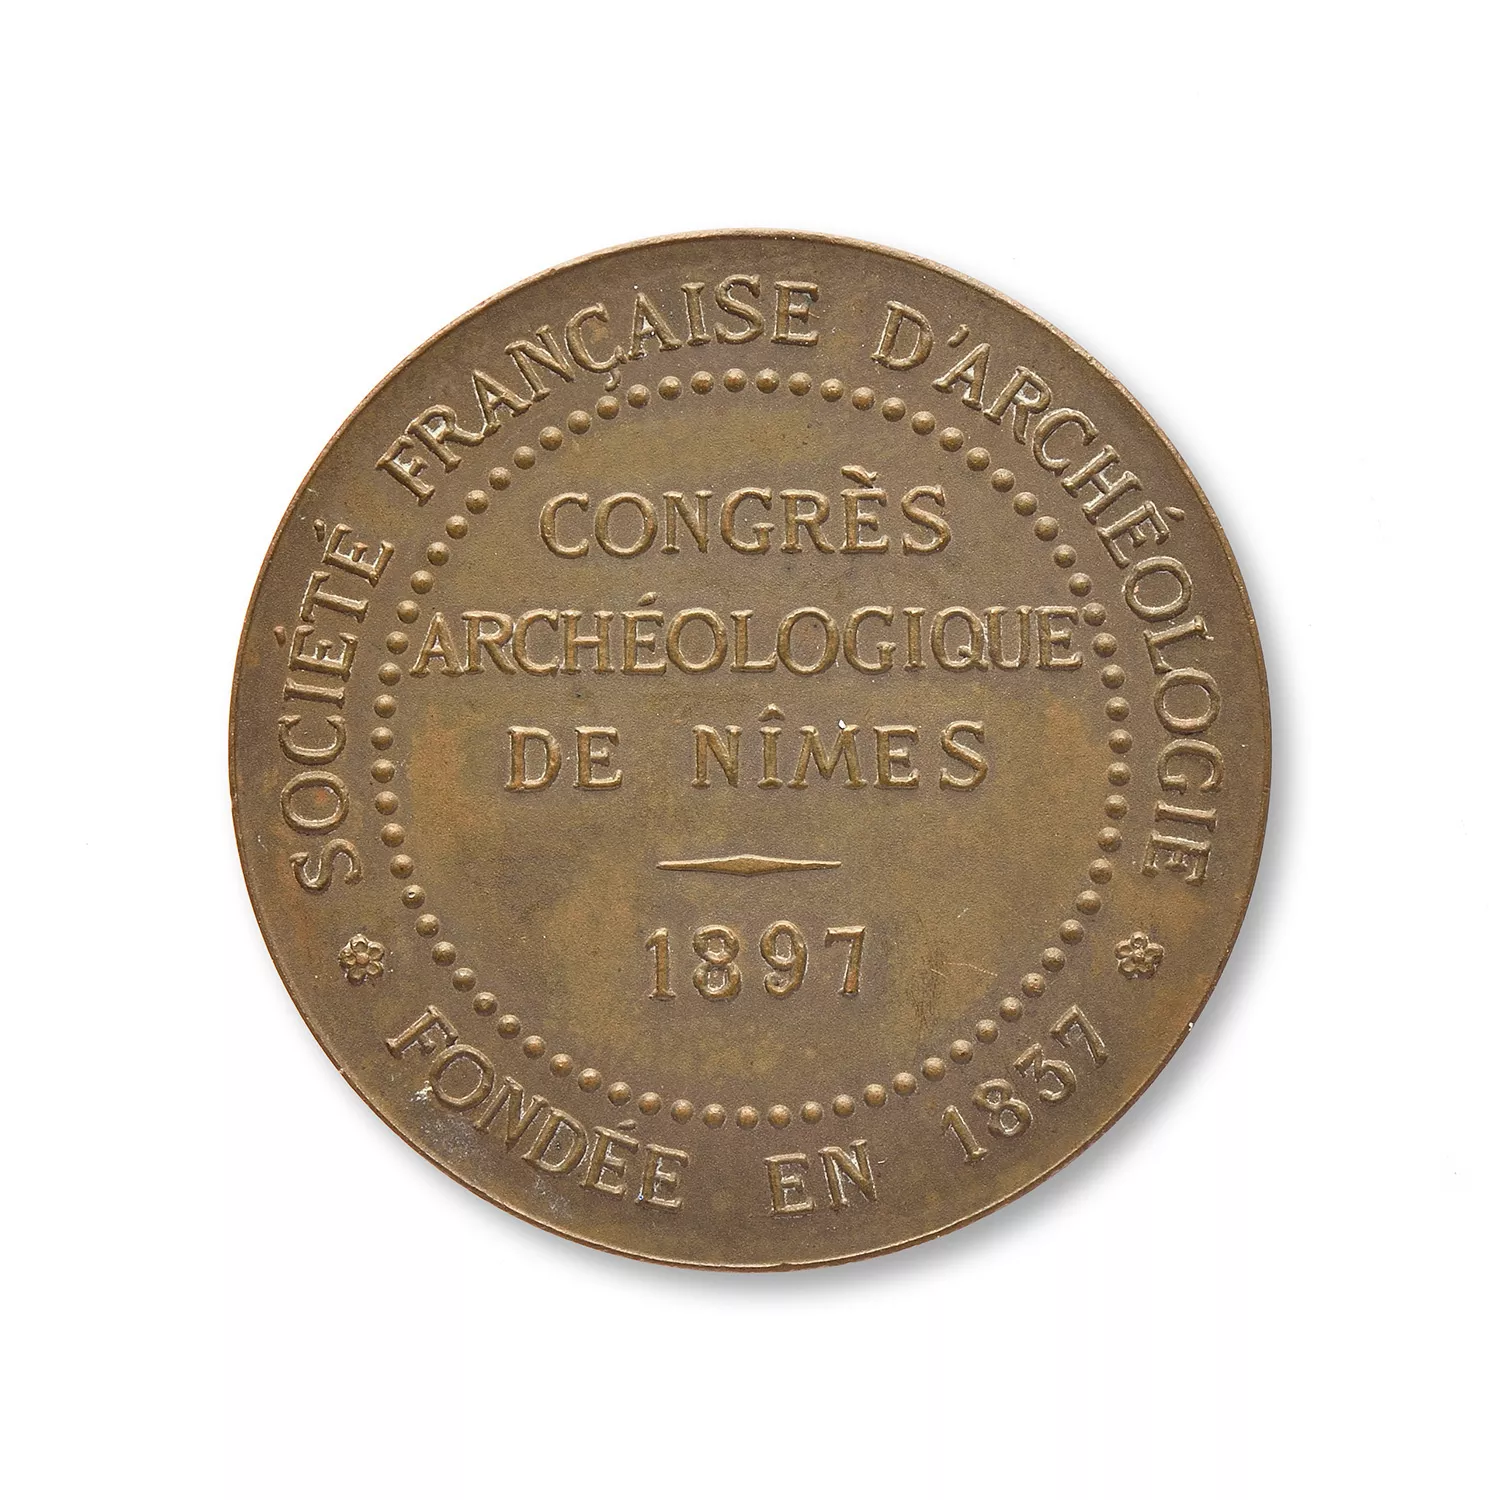 SOCIÉTÉ FRANÇAISE D'ARCHÉOLOGIE
CONGRÈS
ARCHÉOLOGIQUE
DE NÎMES
1897
FONDÉE EN 1837